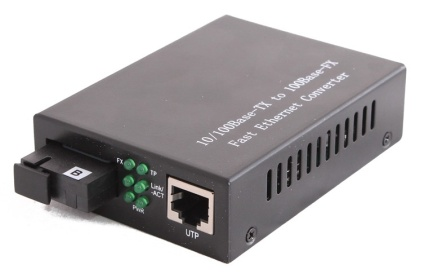 10/100Base-TX to 100Base-FX
Fast Ethernet Converter
FX
TP
Link/
-ACT
PWR
B
UTP